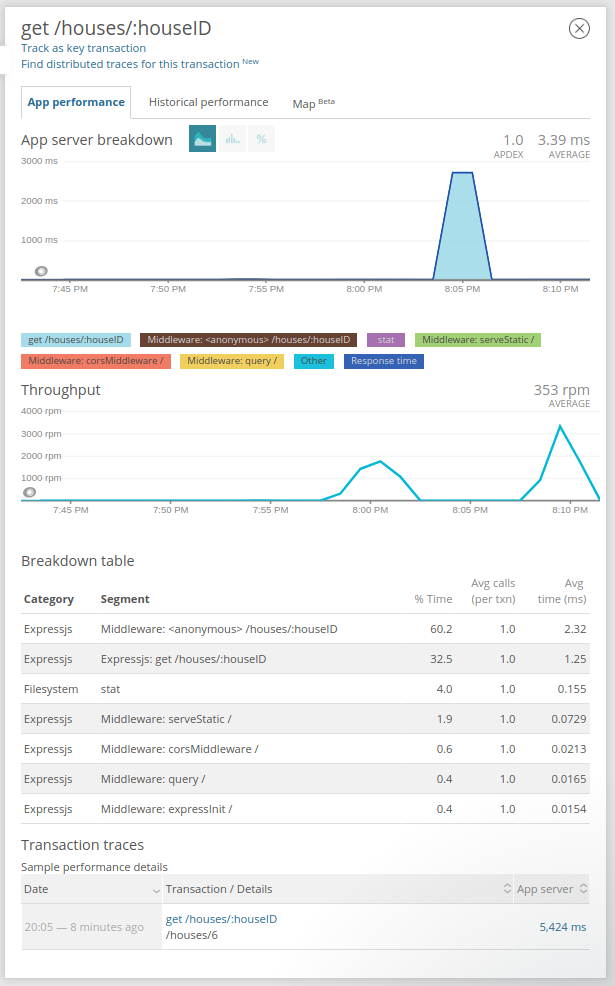 get /houses/:houseID
Track as key transaction
Find distributed traces for this transaction New
App performance Historical performance Map Beta
App server breakdown % 1.0 3.39 ms
APDEX AVERAGE
3000 ms
2000 ms
1000 ms
7:45 PM 7:50 PM 7:55 PM 8:00 PM 8:05 PM 8:10 PM
get /houses/:houseID Middleware: <anonymous> /houses/:houseID stat Middleware: serveStatic /
Middleware: corsMiddleware / Middleware: query / Other Response time
Throughput 353 rpm
AVERAGE
4000 rpm
3000 rpm
2000 rpm
1000 rpm
7:45 PM 7:50 PM 7:55 PM 8:00 PM 8:05 PM 8:10 PM
Breakdown table
Avg calls Avg
Category Segment % Time (per txn) time (ms)
Expressjs Middleware: <anonymous> /houses/:houseID 60.2 1.0 2.32
Expressjs Expressjs: get /houses/:houseID 32.5 1.0 1.25
Filesystem stat 4.0 1.0 0.155
Expressjs Middleware: serveStatic / 1.9 1.0 0.0729
Expressjs Middleware: corsMiddleware / 0.6 1.0 0.0213
Expressjs Middleware: query / 0.4 1.0 0.0165
Expressjs Middleware: expressInit / 0.4 1.0 0.0154
Transaction traces
Sample performance details
Date Transaction / Details App server
20:05 — 8 minutes ago get /houses/:houseID 5,424 ms
/houses/6